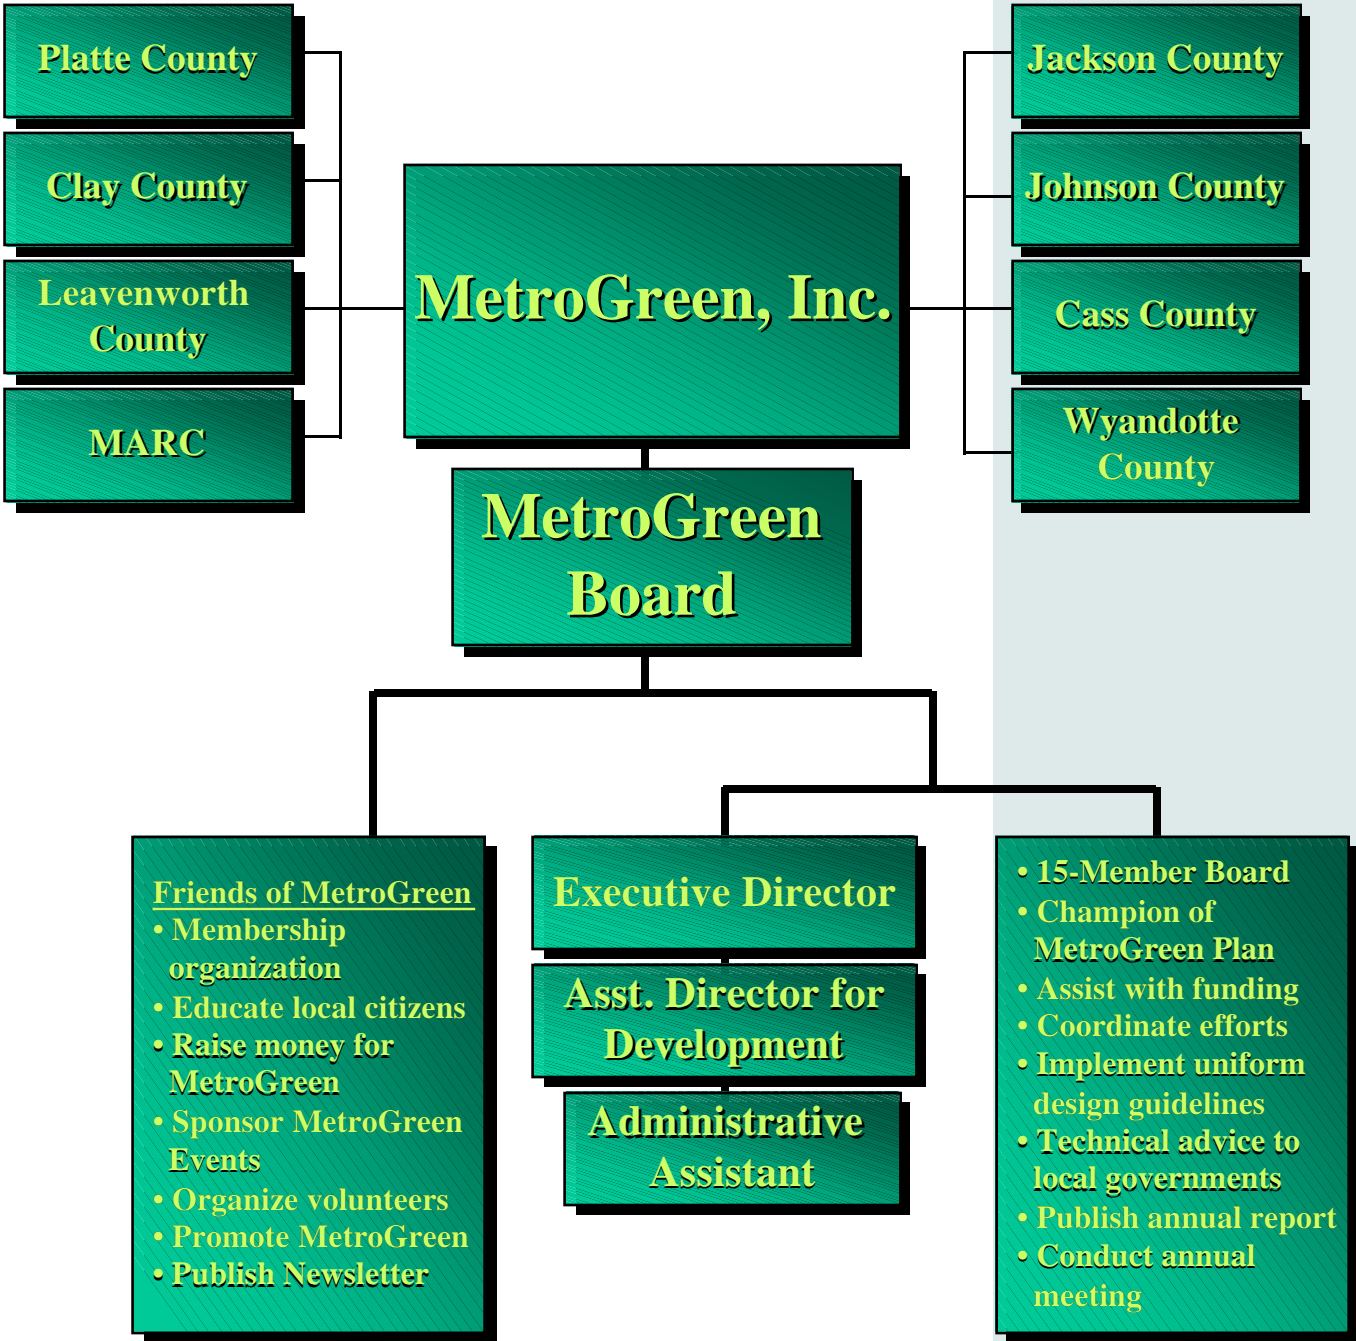 Platte County
Clay County
Leavenworth
County
MARC
MetroGreen, Inc.
Jackson County
Johnson County
Cass County
Wyandotte
County
MetroGreen
Board
Friends of MetroGreen
• Membership
organization
• Educate local citizens
• Raise money for
MetroGreen
• Sponsor MetroGreen
Events
• Organize volunteers
• Promote MetroGreen
• Publish Newsletter
Executive Director
Asst. Director for
Development
Administrative
Assistant
• 15-Member Board
• Champion of
MetroGreen Plan
• Assist with funding
• Coordinate efforts
• Implement uniform
design guidelines
• Technical advice to
local governments
• Publish annual report
• Conduct annual
meeting